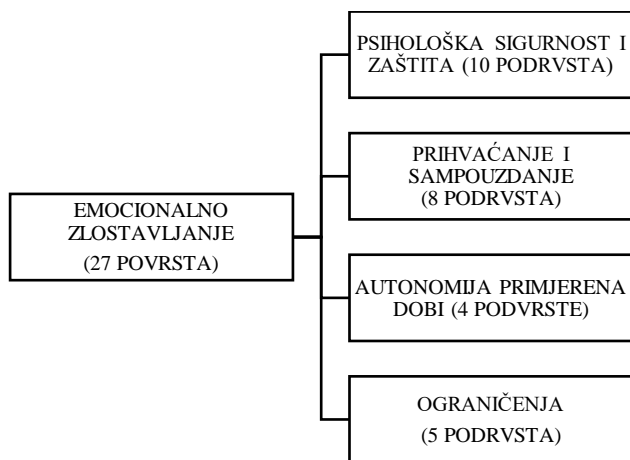 PSIHOLOŠKA SIGURNOST I
ZAŠTITA (10 PODRVSTA)
PRIHVAĆANJE I
SAMPOUZDANJE
(8 PODRVSTA)
EMOCIONALNO
ZLOSTAVLJANJE
(27 POVRSTA)
AUTONOMIJA PRIMJERENA
DOBI (4 PODVRSTE)
OGRANIČENJA
(5 PODRVSTA)